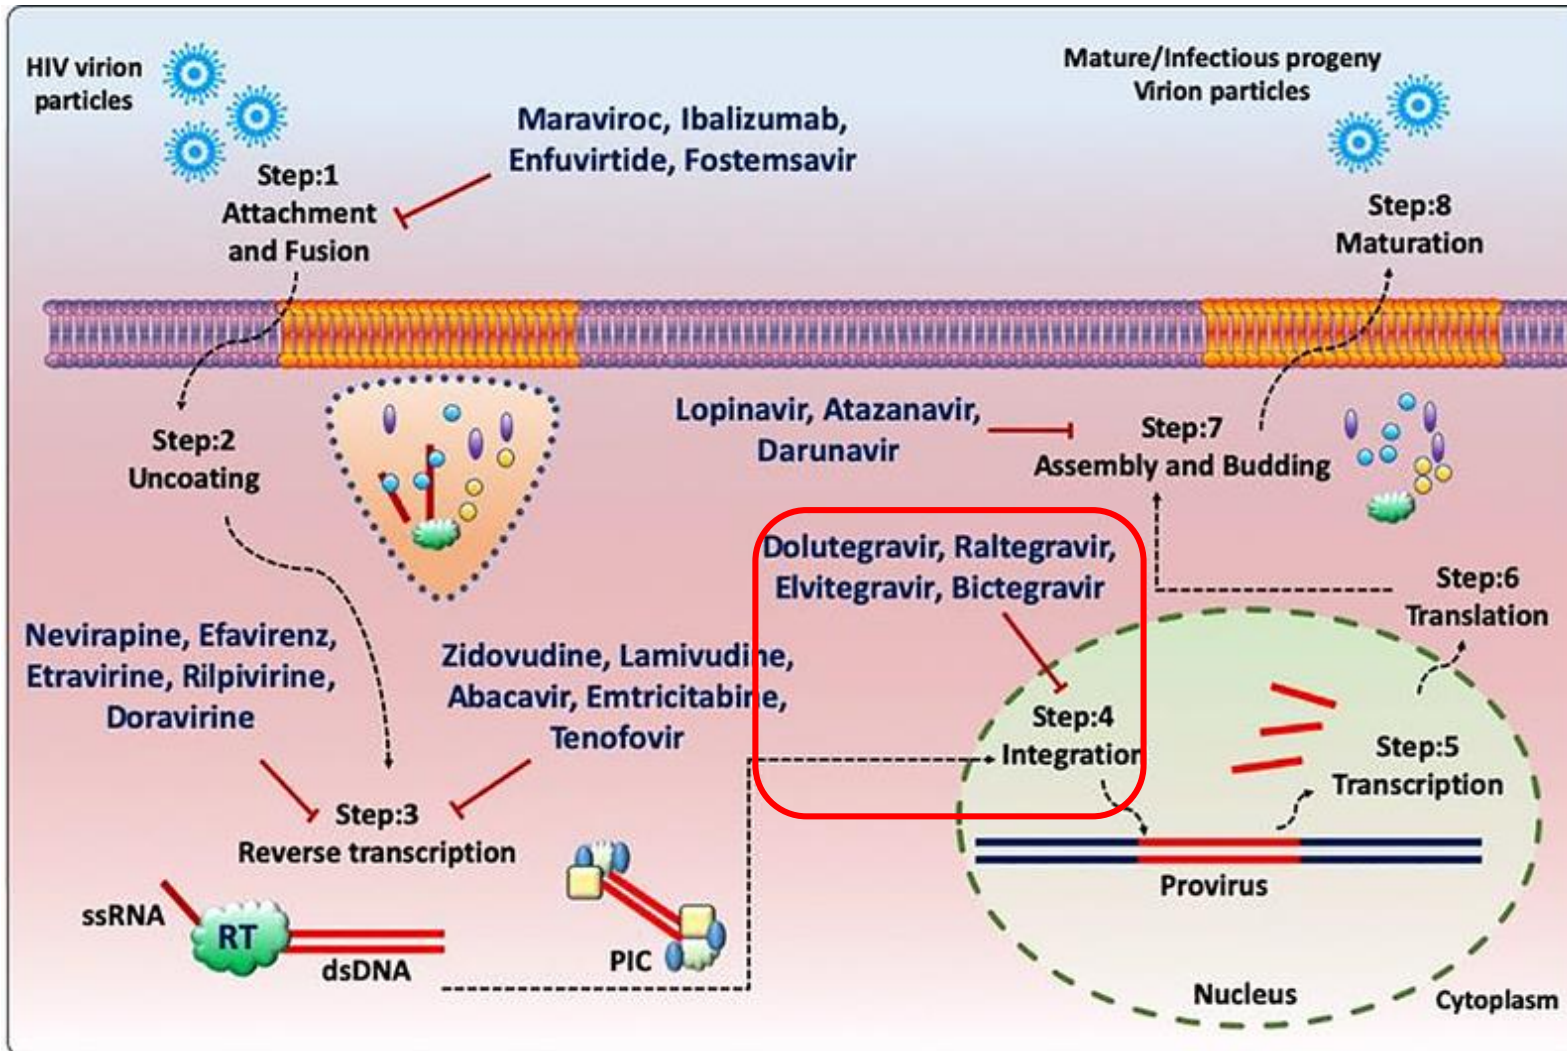 HIV virion
particles
Step:1
Attachment
and Fusion
Maraviroc, Ibalizumab,
Enfuvirtide, Fostemsavir
Mature/Infectious progeny
Virion particles
Step:8
Maturation
Step:2
Uncoating
Lopinavir, Atazanavir,
Darunavir
Step:7
Assembly and Budding
Dolutegravir, Raltegravir,
Elvitegravir, Bictegravir
Step:6
Translation
Nevirapine, Efavirenz,
Etravirine, Rilpivirine,
Doravirine
Zidovudine, Lamivudine,
Abacavir, Emtricitabine,
Tenofovir
Step:4
Integration
Step:5
Transcription
Step:3
Reverse transcription
Provirus
ssRNA
RT
dsDNA
PIC
Nucleus
Cytoplasm